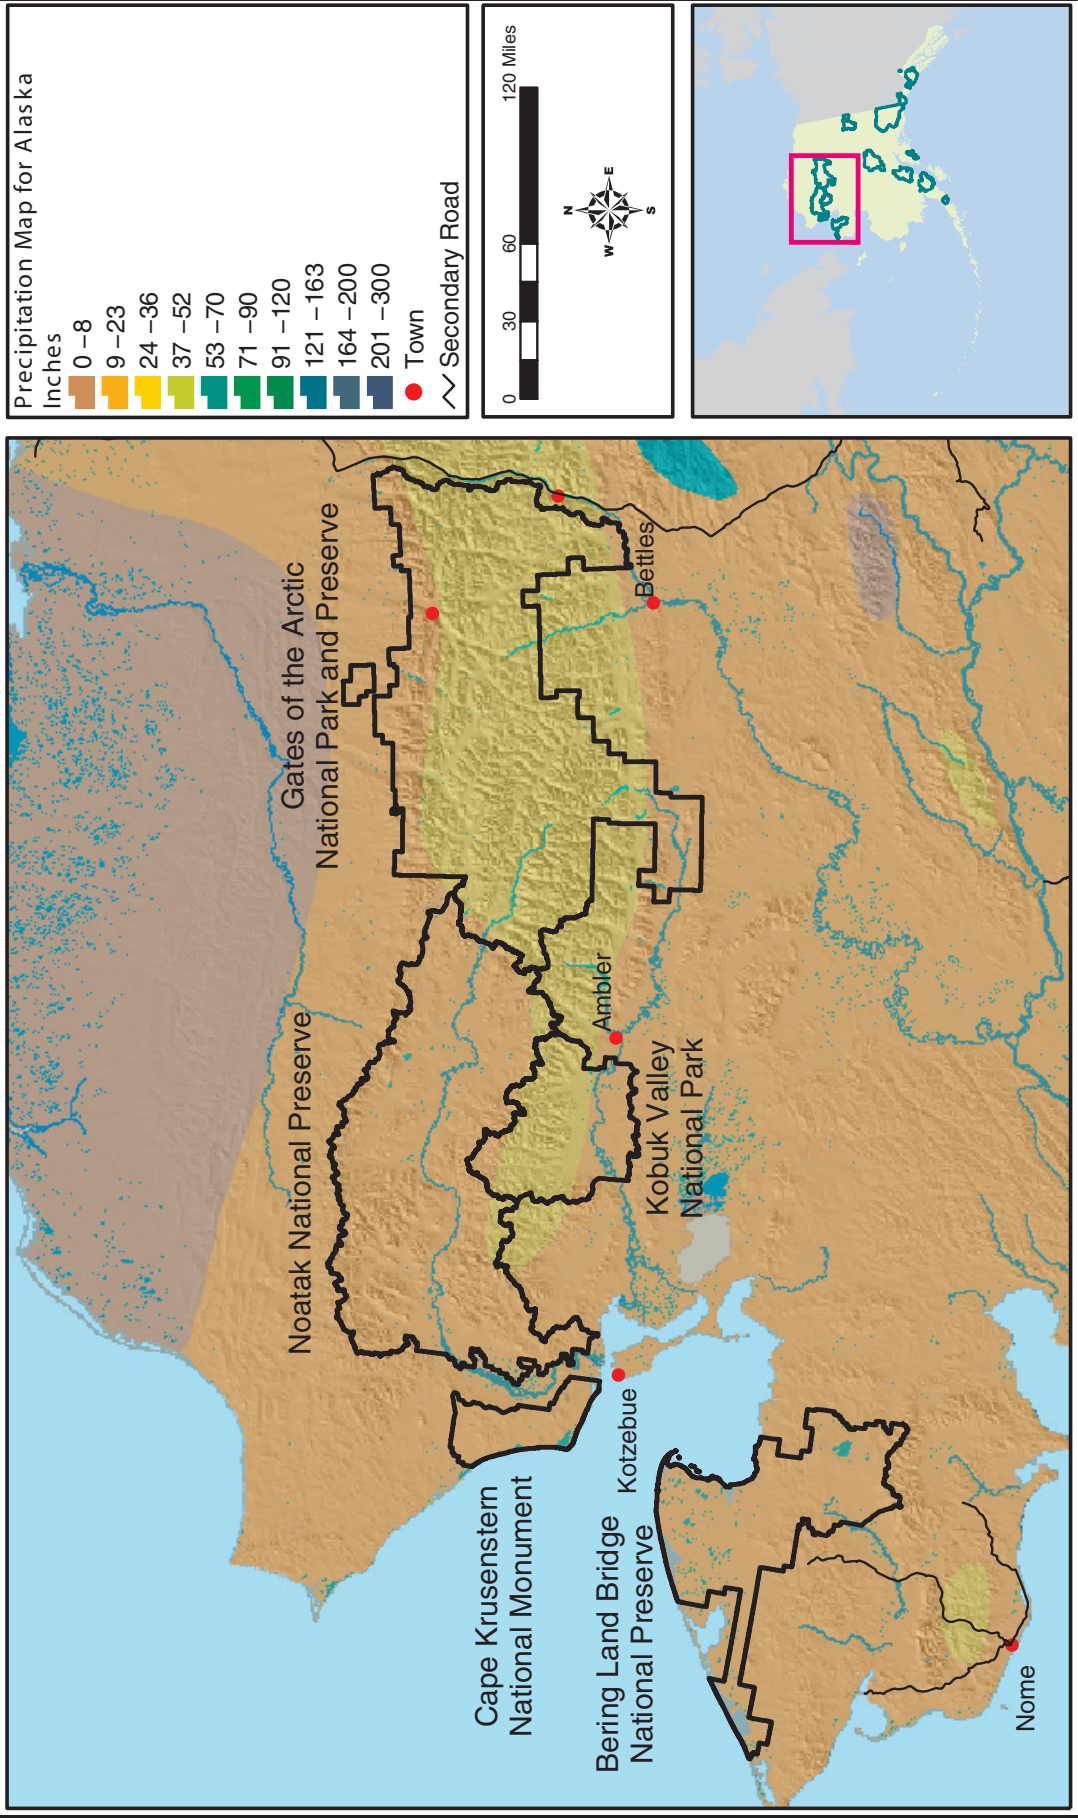 Precipitation Map for Alaska
Inches
0 –8
9 –23
24 –36
37 –52
53 –70
71 –90
91 –120
121 –163
164 –200
201 –300
Town
Secondary Road
0
30
60
120 Miles
N
E
S
W
Gates of the Arctic
National Park and Preserve
Noatak National Preserve
Bettles
Ambler
Kobuk Valley
National Park
Kotzebue
Cape Krusenstern
National Monument
Bering Land Bridge
National Preserve
Nome